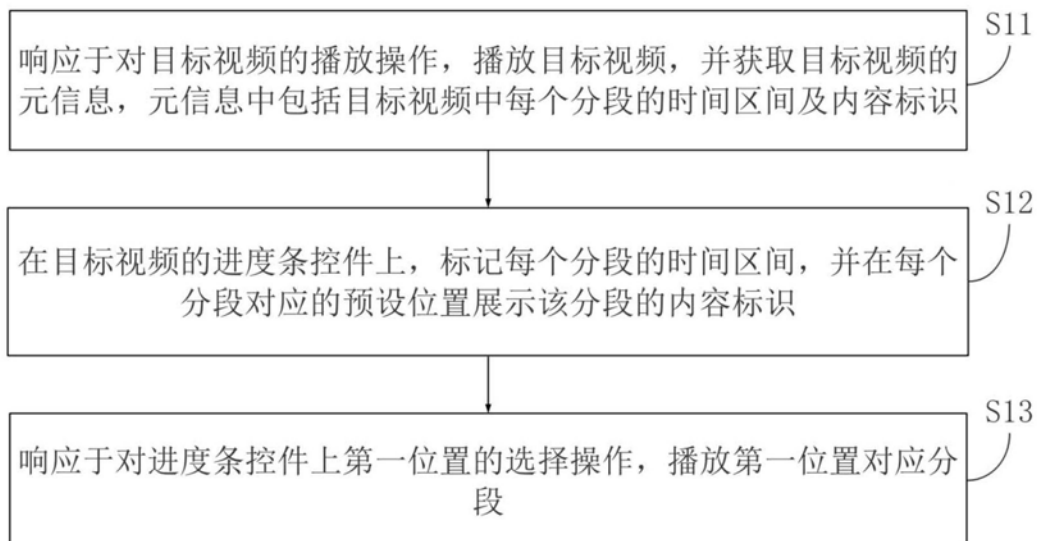 S11
响应于对目标视频的播放操作，播放目标视频，并获取目标视频的
元信息，元信息中包括目标视频中每个分段的时间区间及内容标识
S12
在目标视频的进度条控件上，标记每个分段的时间区间，并在每个
分段对应的预设位置展示该分段的内容标识
S13
响应于对进度条控件上第一位置的选择操作，播放第一位置对应分
段